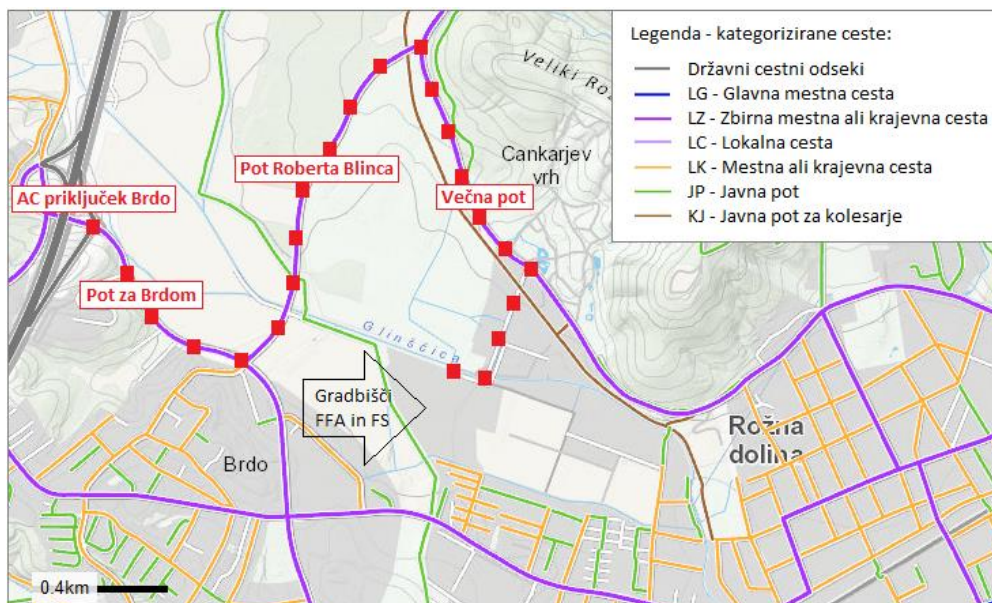 Legenda - kategorizirane ceste:
Državni cestni odseki
LG - Glavna mestna cesta
LZ - Zbirna mestna ali krajevna cesta
LC - Lokalna cesta
LK - Mestna ali krajevna cesta
JP - Javna pot
KJ - Javna pot za kolesarje
Veliki Rož
Cankarjev
vrh
Pot Roberta Blinca
AC priključek Brdo
Večna pot
Pot za Brdom
Glinščica
Gradbišči
FFA in FS
Rožna
dolina
Brdo
0.4km